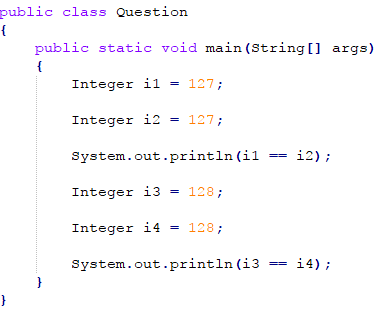 public class Question
{
public static void main(String[] args)
{
Integer i1 = 127;
Integer i2 = 127;
System.out.println(i1 == i2);
Integer i3 = 128;
Integer i4 = 128;
System.out.println(i3 == i4);
}
}